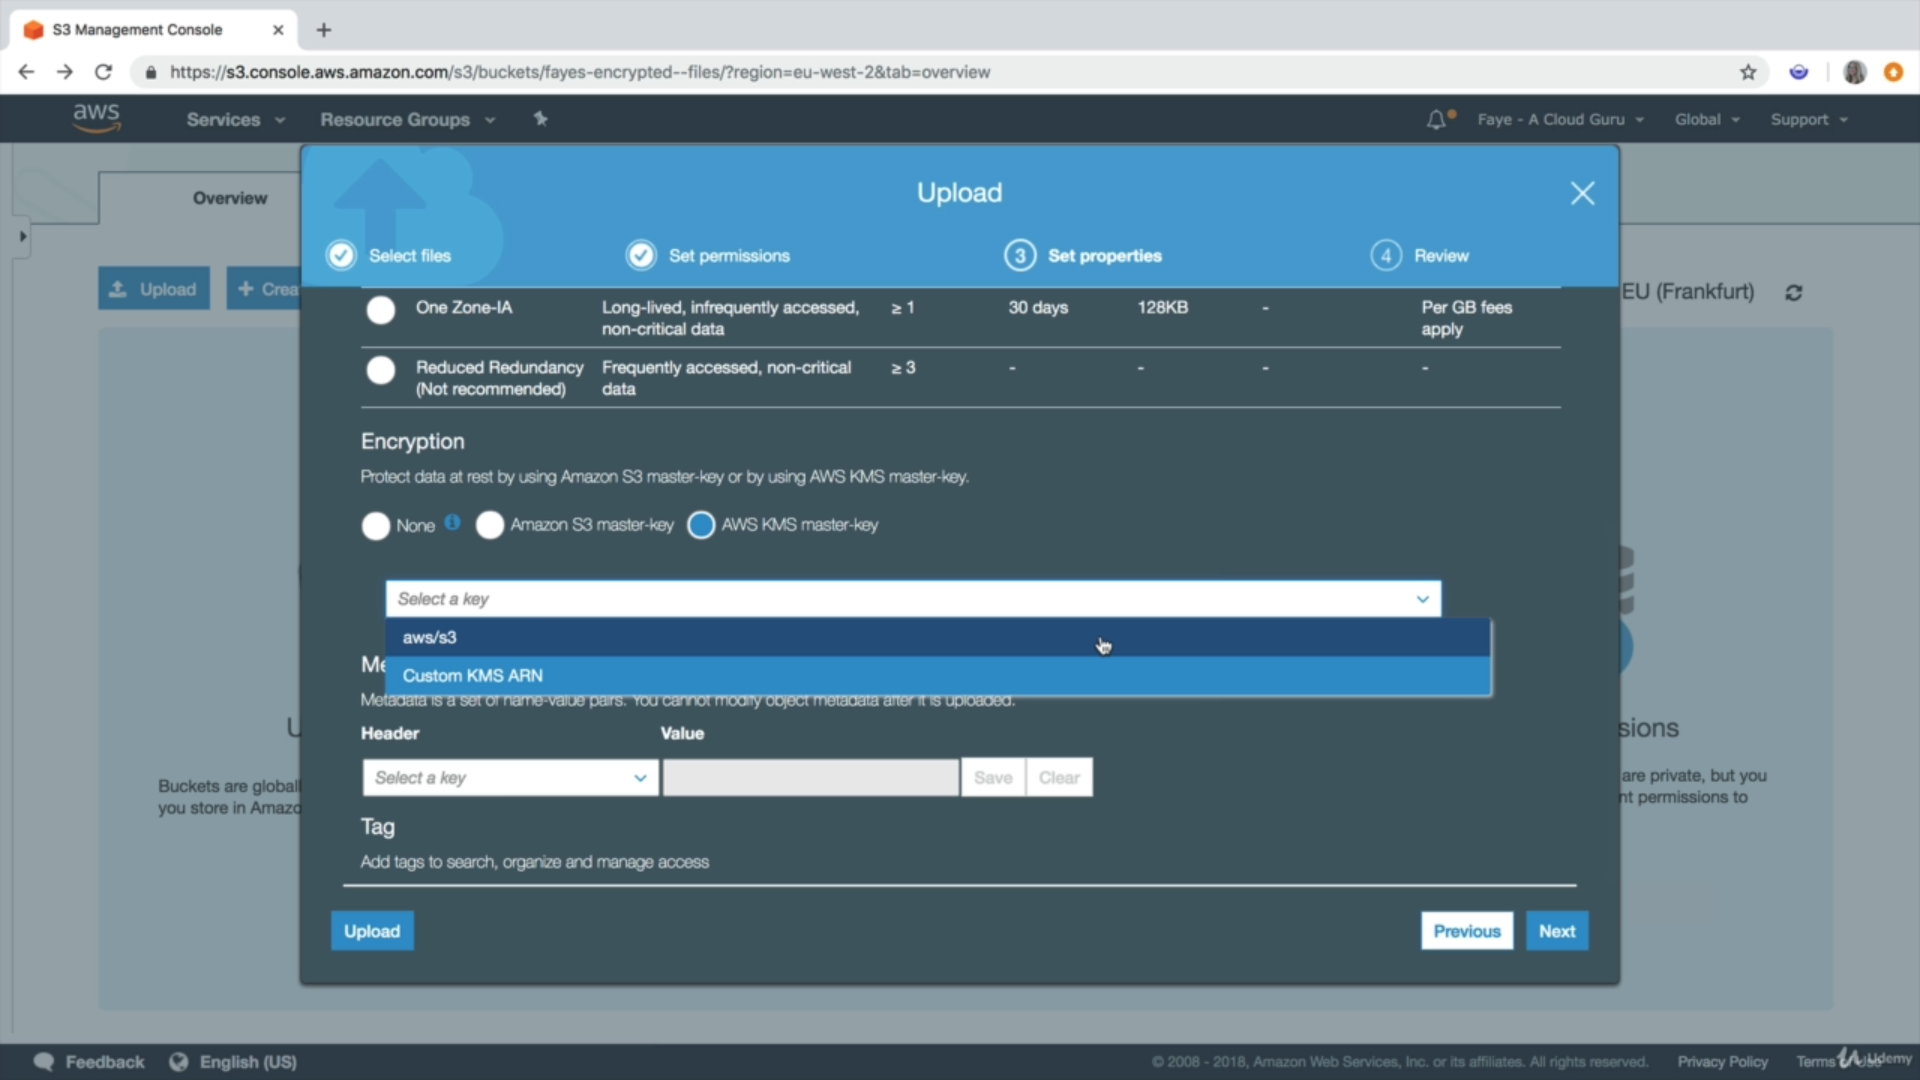 S3 Management Console
https://s3.console.aws.amazon.com/s3/buckets/fayes-encrypted--files/?region=eu-west-2&tab=overview
aws
Services
Resource Groups
Faye - A Cloud Guru
Global
Support
Overview
Upload
Select files
Set permissions
3 Set properties
4 Review
Upload
+ Crea
EU (Frankfurt)
One Zone-IA
Long-lived, infrequently accessed,
non-critical data
≥ 1
30 days
128KB
-
Per GB fees
apply
Reduced Redundancy
(Not recommended)
Frequently accessed, non-critical
data
≥ 3
-
-
-
-
Encryption
Protect data at rest by using Amazon S3 master-key or by using AWS KMS master-key.
None
Amazon S3 master-key
AWS KMS master-key
Select a key
aws/s3
Custom KMS ARN
Me
Metadata is a set of name-value pairs. You cannot modify object metadata after it is uploaded.
Header
Value
Select a key
Save
Clear
Tag
Add tags to search, organize and manage access
Upload
Previous
Next
U
Buckets are globall
you store in Amazo
sions
are private, but you
nt permissions to
Feedback
English (US)
© 2008 - 2018, Amazon Web Services, Inc. or its affiliates. All rights reserved.
Privacy Policy
Terms
Udemy